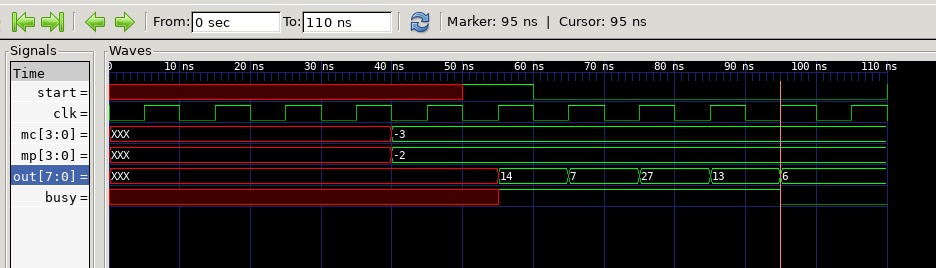 From: 0 sec To: 110 ns Marker: 95 ns | Cursor: 95 ns
Signals Waves
Time 0 10 ns 20 ns 30 ns 40 ns 50 ns 60 ns 70 ns 80 ns 90 ns 100 ns 110 ns
start=
clk=
mc[3:0]= XXX -3
mp[3:0]= XXX -2
out[7:0]= XXX 14 7 27 13 6
busy=